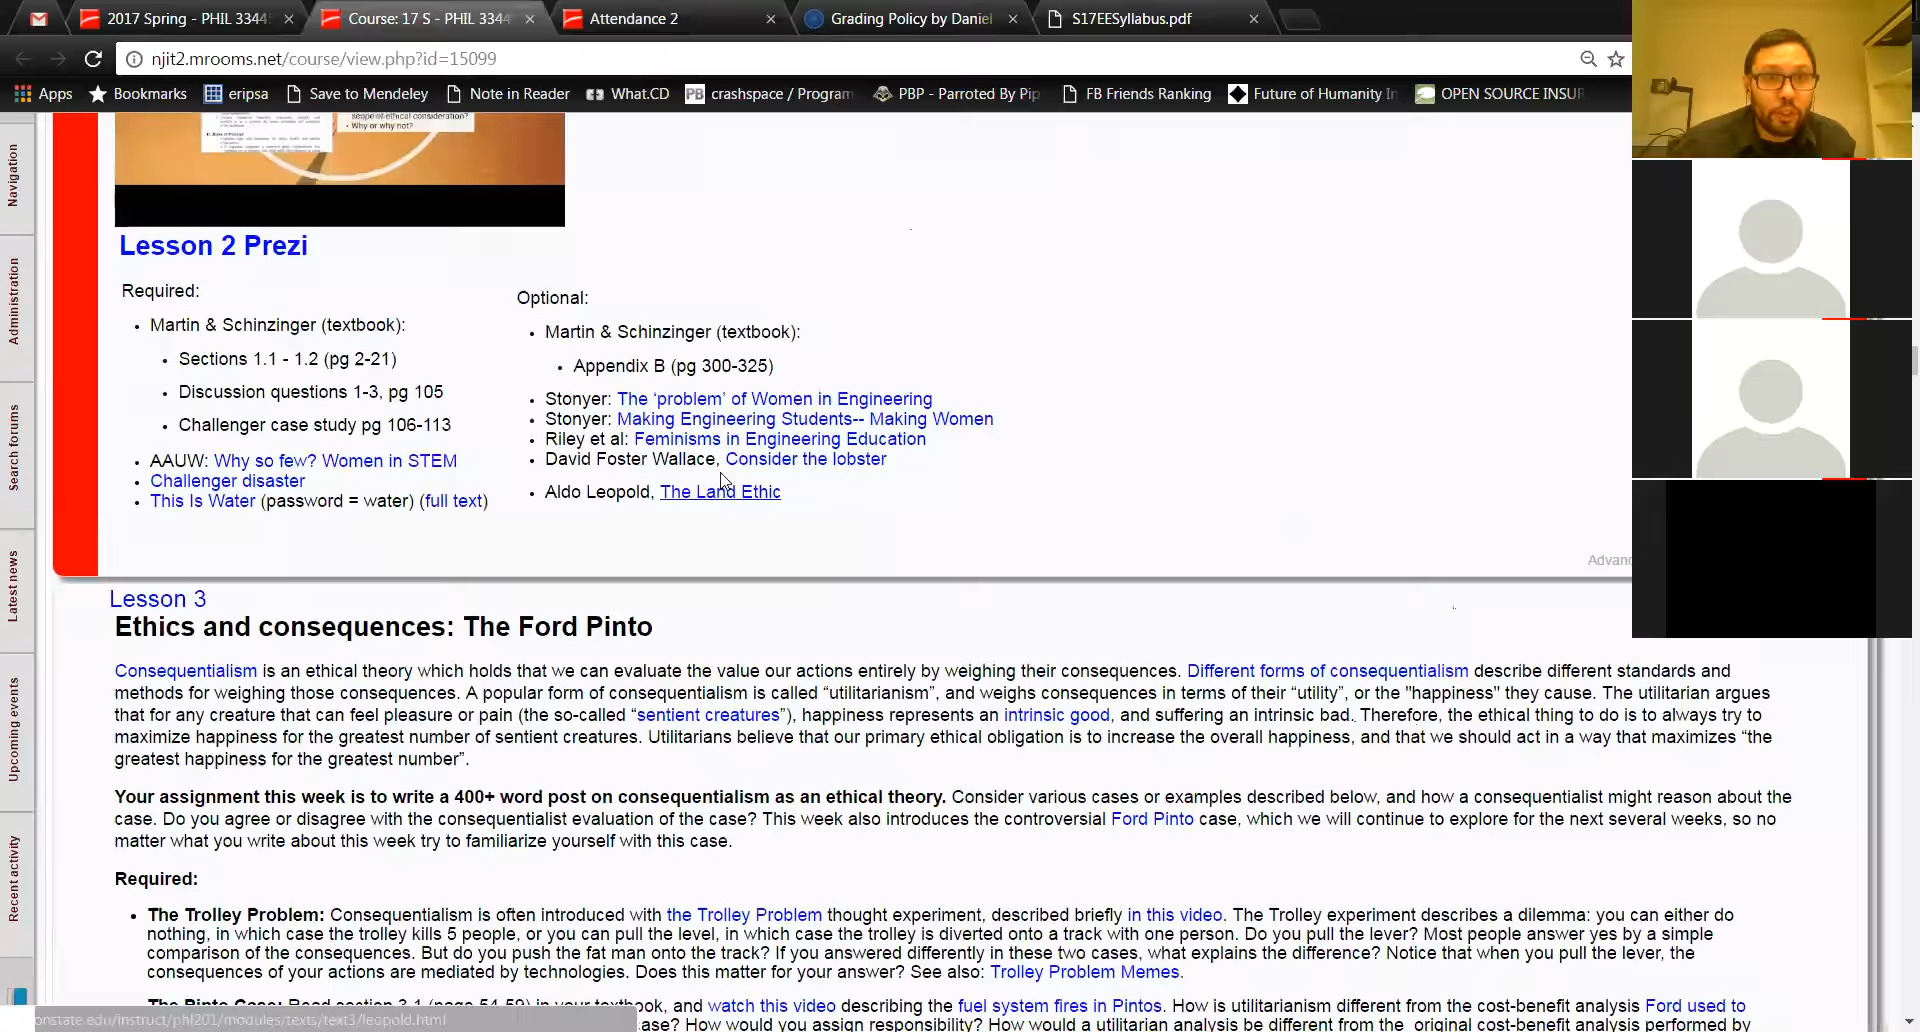 2017 Spring - PHIL 3344
Course: 17 S - PHIL 3344
Attendance 2
Grading Policy by Daniel
S17EESyllabus.pdf
njit2.mrooms.net/course/view.php?id=15099
Apps
Bookmarks
eripsa
Save to Mendeley
Note in Reader
What.CD
PB crashspace / Program
PBP - Parroted By Pip
FB Friends Ranking
Future of Humanity In
OPEN SOURCE INSUR
Navigation
Administration
Search forums
Latest news
Upcoming events
Recent activity
scope of ethical consideration?
• Why or why not?
Lesson 2 Prezi
Required:
• Martin & Schinzinger (textbook):
• Sections 1.1 - 1.2 (pg 2-21)
• Discussion questions 1-3, pg 105
• Challenger case study pg 106-113
• AAUW: Why so few? Women in STEM
• Challenger disaster
• This Is Water (password = water) (full text)
Optional:
• Martin & Schinzinger (textbook):
• Appendix B (pg 300-325)
• Stonyer: The ‘problem’ of Women in Engineering
• Stonyer: Making Engineering Students-- Making Women
• Riley et al: Feminisms in Engineering Education
• David Foster Wallace, Consider the lobster
• Aldo Leopold, The Land Ethic
Advanc
Lesson 3
Ethics and consequences: The Ford Pinto
Consequentialism is an ethical theory which holds that we can evaluate the value our actions entirely by weighing their consequences. Different forms of consequentialism describe different standards and
methods for weighing those consequences. A popular form of consequentialism is called “utilitarianism”, and weighs consequences in terms of their “utility”, or the "happiness" they cause. The utilitarian argues
that for any creature that can feel pleasure or pain (the so-called “sentient creatures”), happiness represents an intrinsic good, and suffering an intrinsic bad. Therefore, the ethical thing to do is to always try to
maximize happiness for the greatest number of sentient creatures. Utilitarians believe that our primary ethical obligation is to increase the overall happiness, and that we should act in a way that maximizes “the
greatest happiness for the greatest number”.
Your assignment this week is to write a 400+ word post on consequentialism as an ethical theory. Consider various cases or examples described below, and how a consequentialist might reason about the
case. Do you agree or disagree with the consequentialist evaluation of the case? This week also introduces the controversial Ford Pinto case, which we will continue to explore for the next several weeks, so no
matter what you write about this week try to familiarize yourself with this case.
Required:
• The Trolley Problem: Consequentialism is often introduced with the Trolley Problem thought experiment, described briefly in this video. The Trolley experiment describes a dilemma: you can either do
nothing, in which case the trolley kills 5 people, or you can pull the level, in which case the trolley is diverted onto a track with one person. Do you pull the lever? Most people answer yes by a simple
comparison of the consequences. But do you push the fat man onto the track? If you answered differently in these two cases, what explains the difference? Notice that when you pull the lever, the
consequences of your actions are mediated by technologies. Does this matter for your answer? See also: Trolley Problem Memes.
• The Pinto Case: Read section 3.1 (page 54-59) in your textbook, and watch this video describing the fuel system fires in Pintos. How is utilitarianism different from the cost-benefit analysis Ford used to
ase? How would you assign responsibility? How would a utilitarian analysis be different from the original cost-benefit analysis performed by
onstate.edu/instruct/phl201/modules/texts/text3/leopold.html